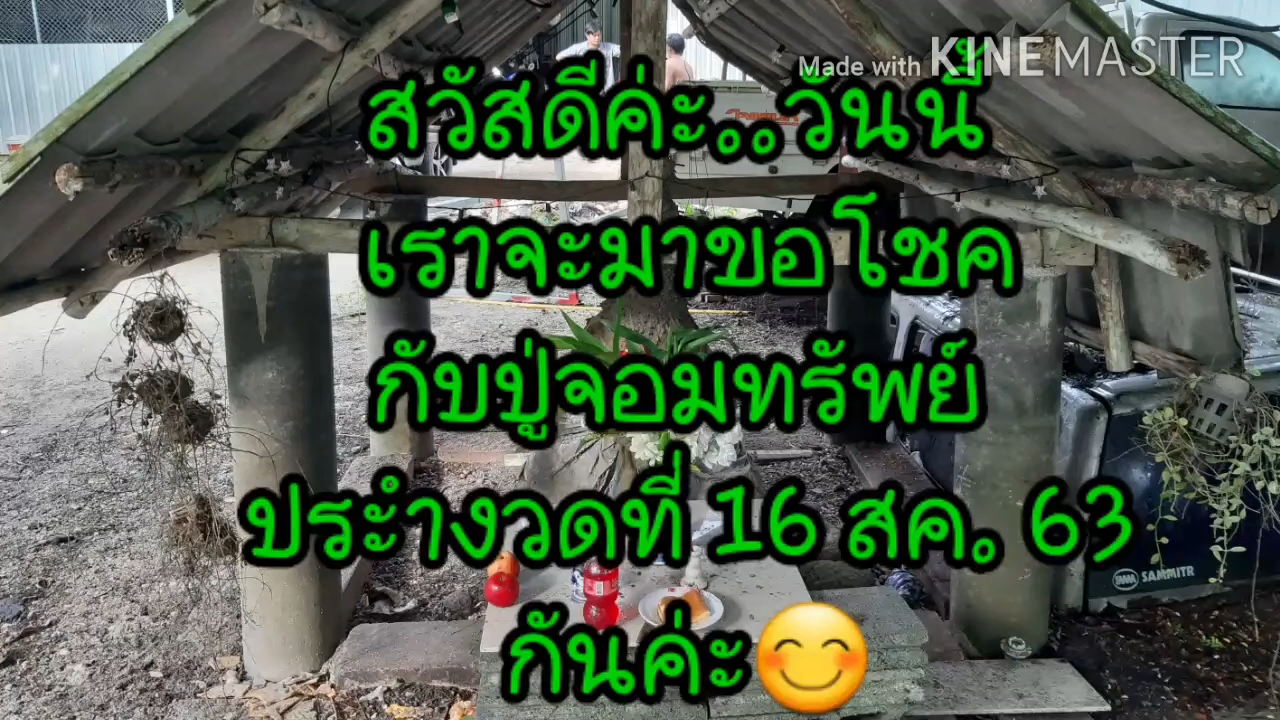 Made with KINEMASTER
สวัสดีค่ะ..วันนี้
เราจะมาขอโชค
กับปู่จอมทรัพย์
ประำงวดที่ 16 สค. 63
กันค่ะ😊
SAMMITR